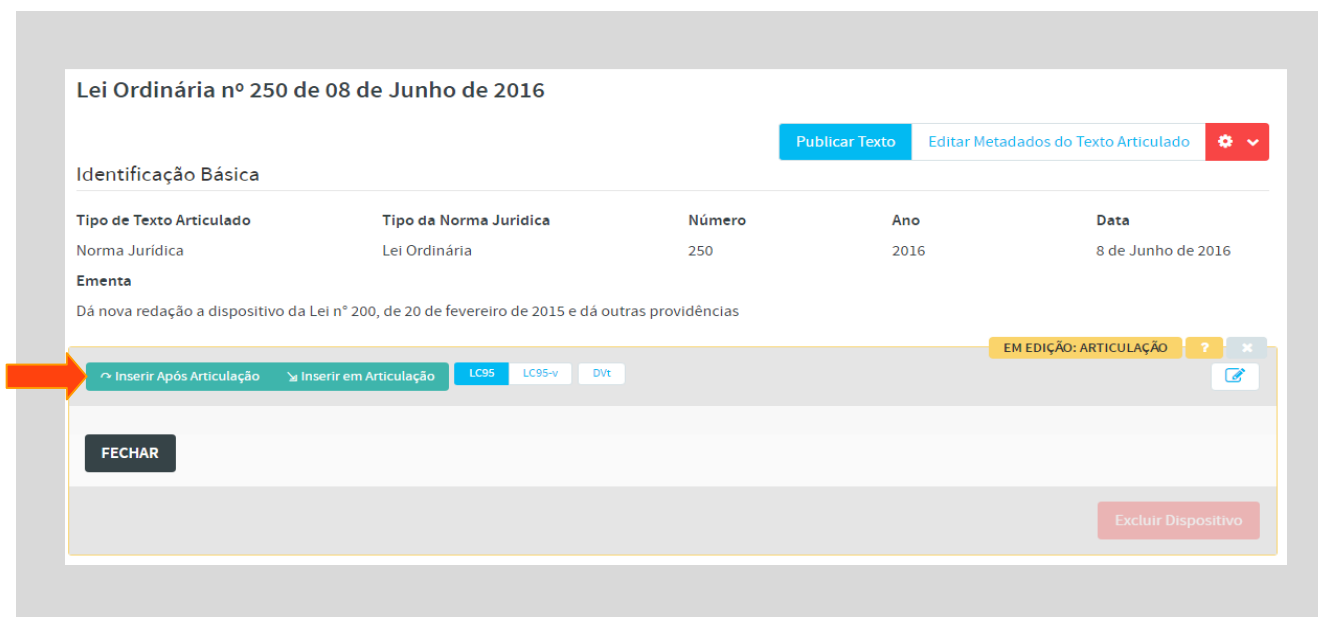 Lei Ordinária nº 250 de 08 de Junho de 2016
Publicar Texto Editar Metadados do Texto Articulado
Identificação Básica
Tipo de Texto Articulado Tipo da Norma Juridica Número Ano Data
Norma Jurídica Lei Ordinária 250 2016 8 de Junho de 2016
Ementa
Dá nova redação a dispositivo da Lei n° 200, de 20 de fevereiro de 2015 e dá outras providências
EM EDIÇÃO: ARTICULAÇÃO ? ×
Inserir Após Articulação Inserir em Articulação LC95 LC95-v DVt
FECHAR
Excluir Dispositivo